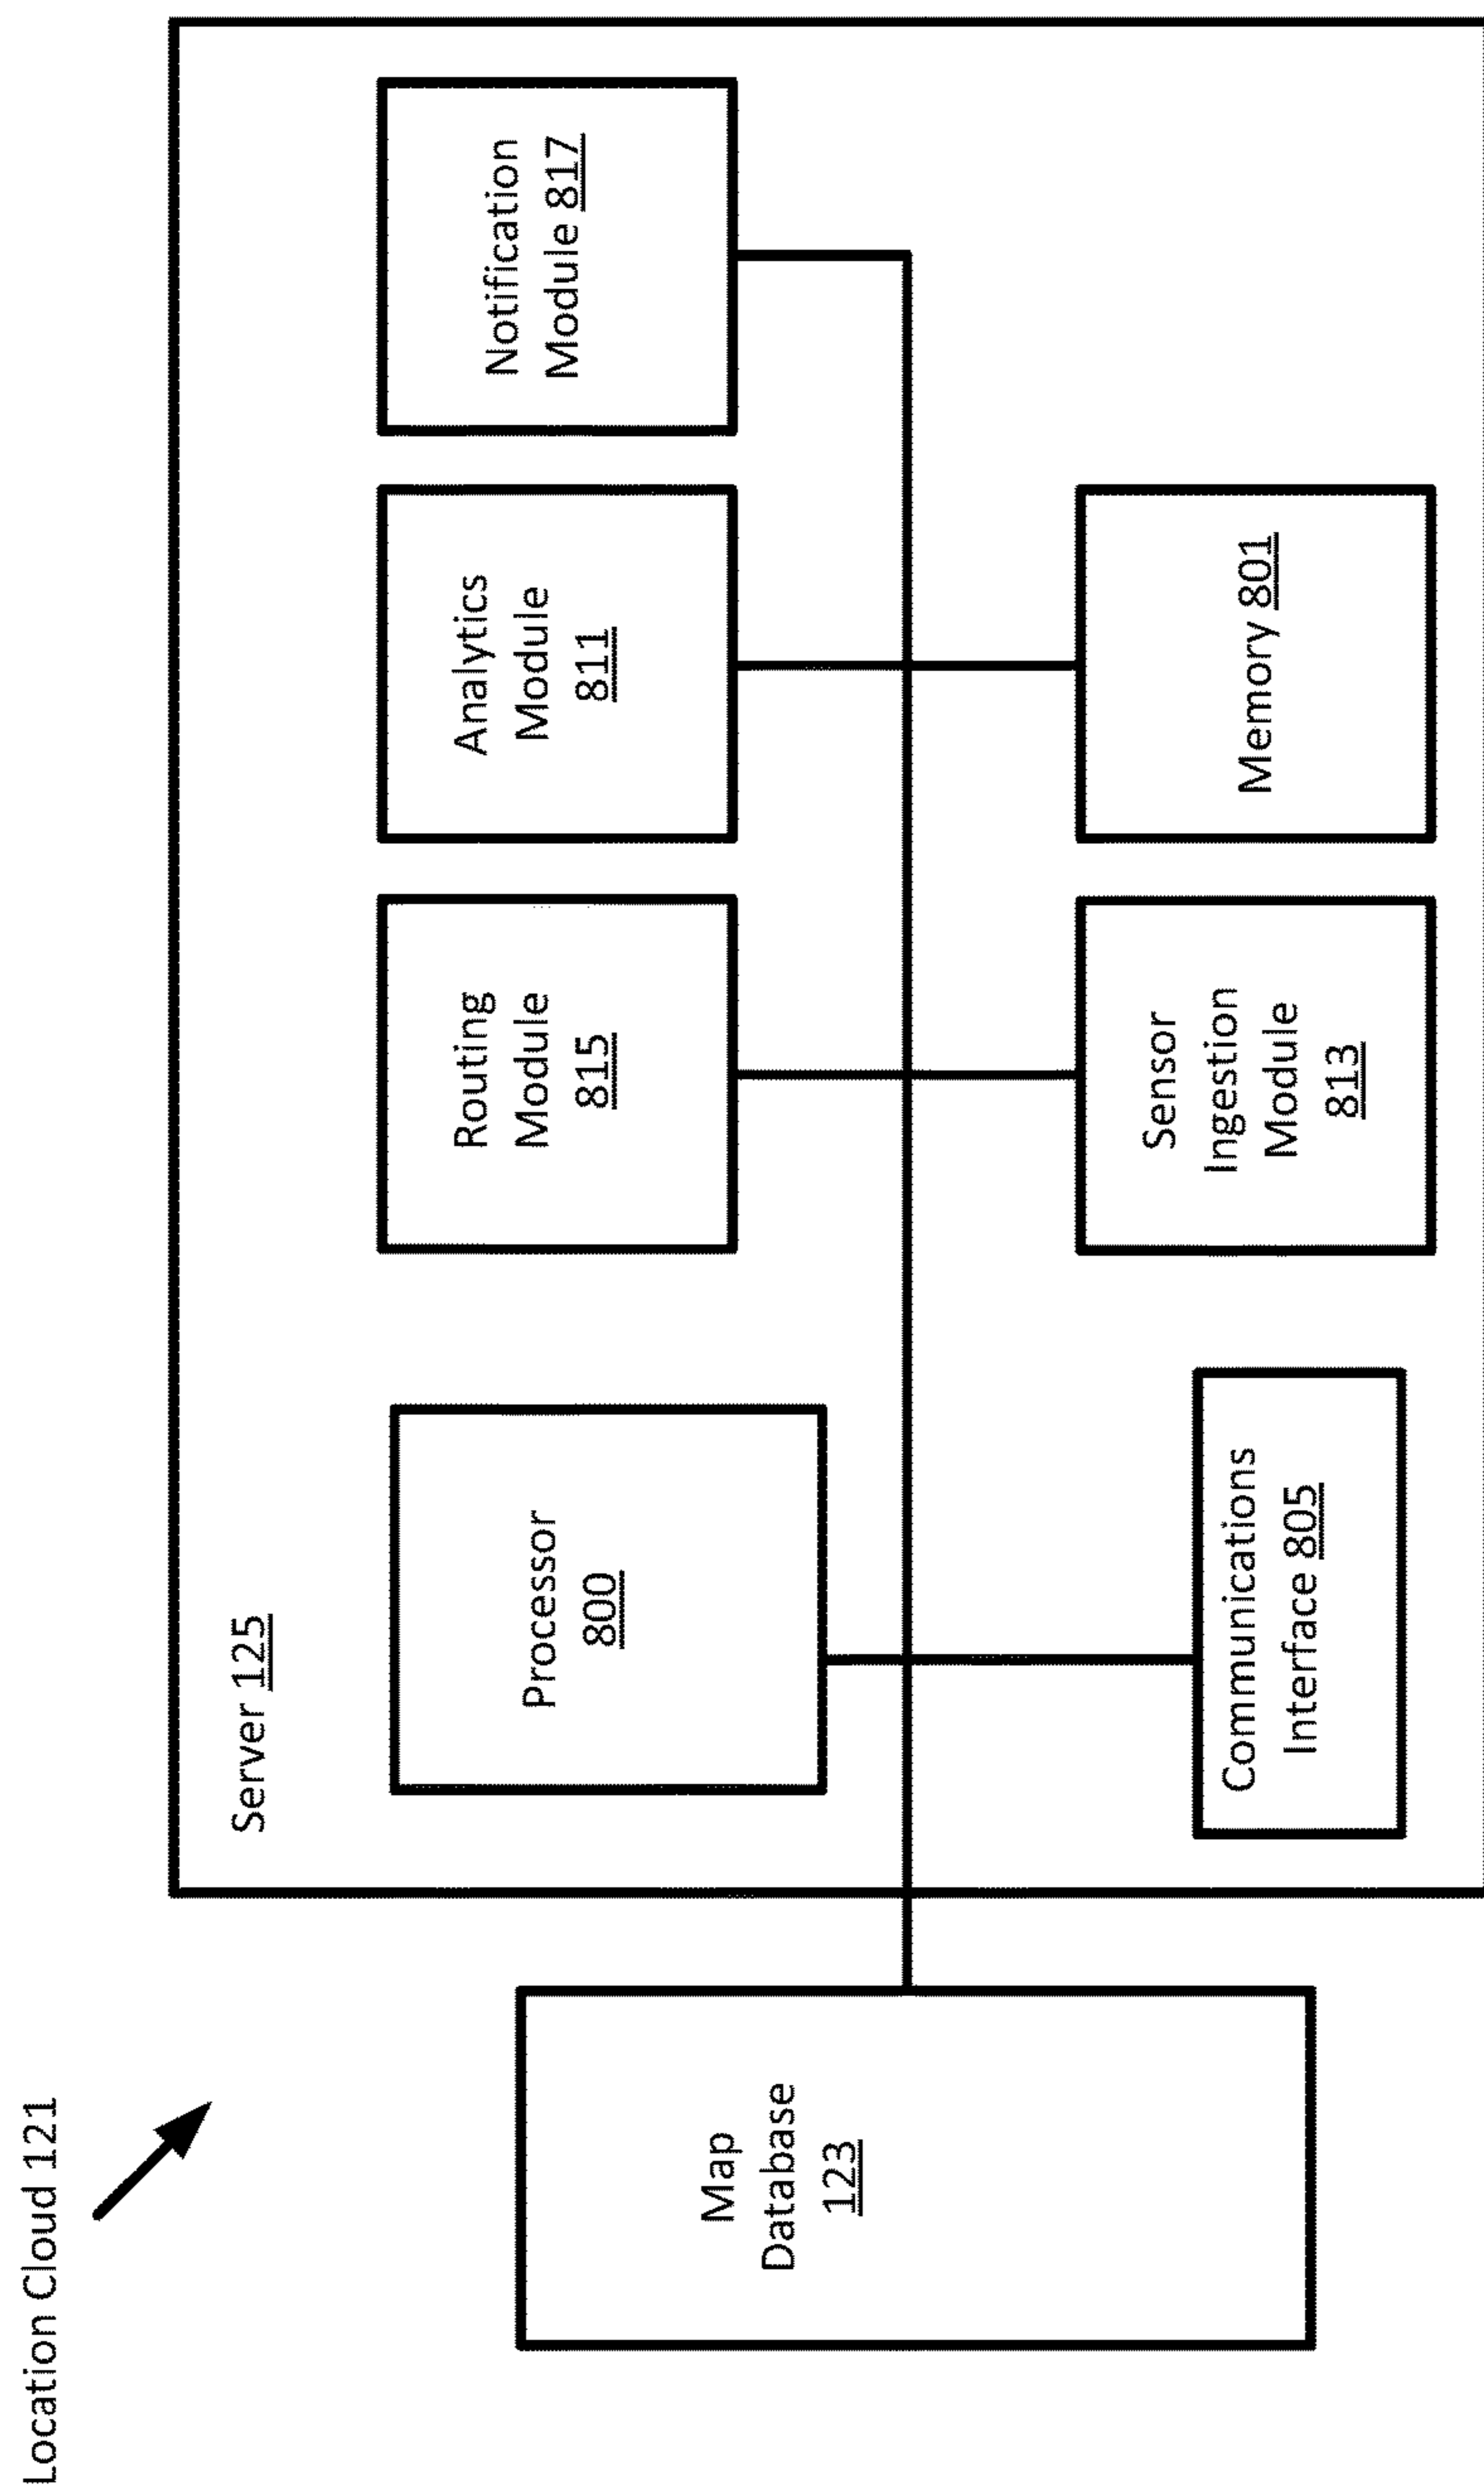 Location Cloud 121
Server 125
Map
Database
123
Processor
800
Routing
Module
815
Analytics
Module
811
Notification
Module 817
Communications
Interface 805
Sensor
Ingestion
Module
813
Memory 801